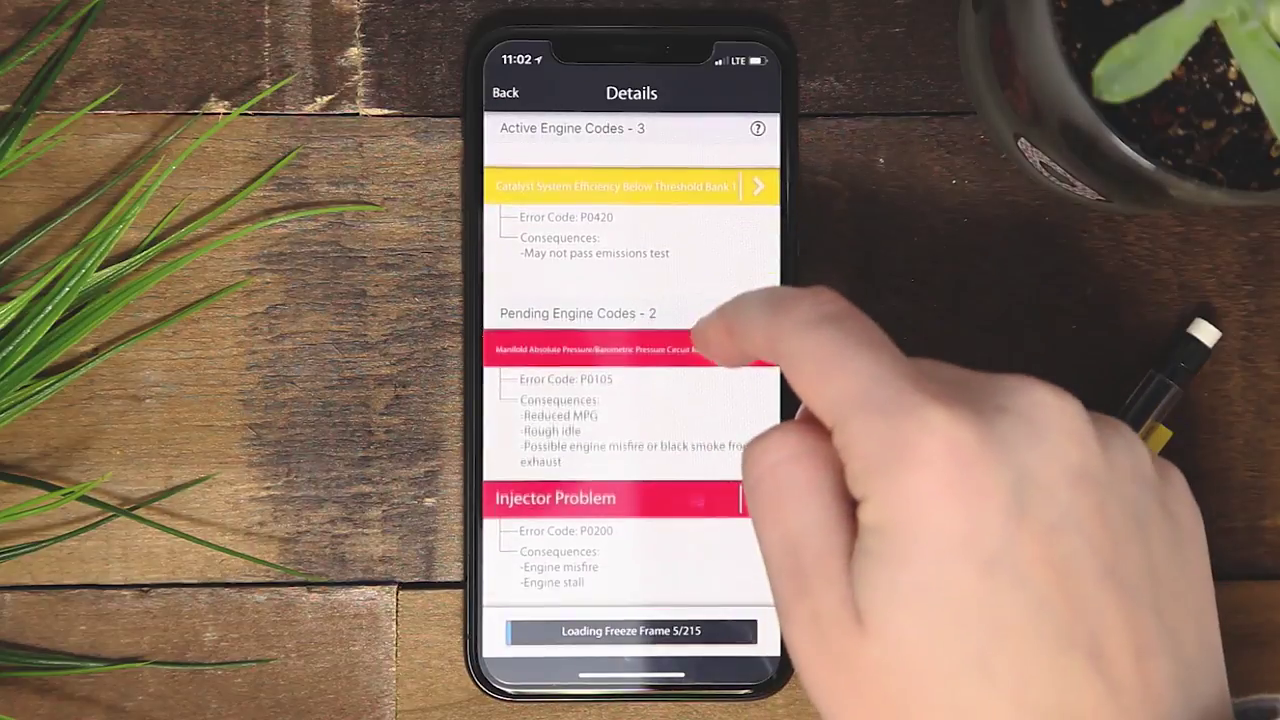 11:02
LTE
Back
Details
Active Engine Codes - 3
?
Catalyst System Efficiency Below Threshold Bank 1
Error Code: P0420
Consequences:
-May not pass emissions test
Pending Engine Codes - 2
Manifold Absolute Pressure/Barometric Pressure Circuit
Error Code: P0105
Consequences:
-Reduced MPG
-Rough idle
-Possible engine misfire or black smoke
exhaust
Injector Problem
Error Code: P0200
Consequences:
-Engine misfire
-Engine stall
Loading Freeze Frame 5/215